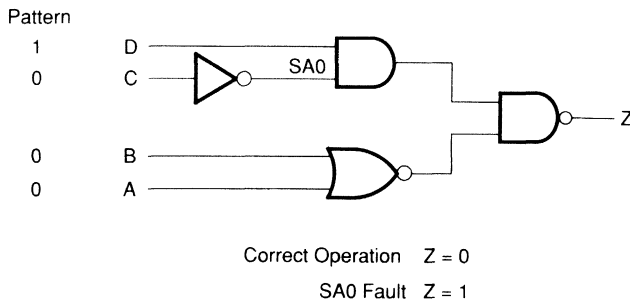 Pattern
1 D
0 C
SA0
Z
0 B
0 A
Correct Operation Z = 0
SA0 Fault Z = 1